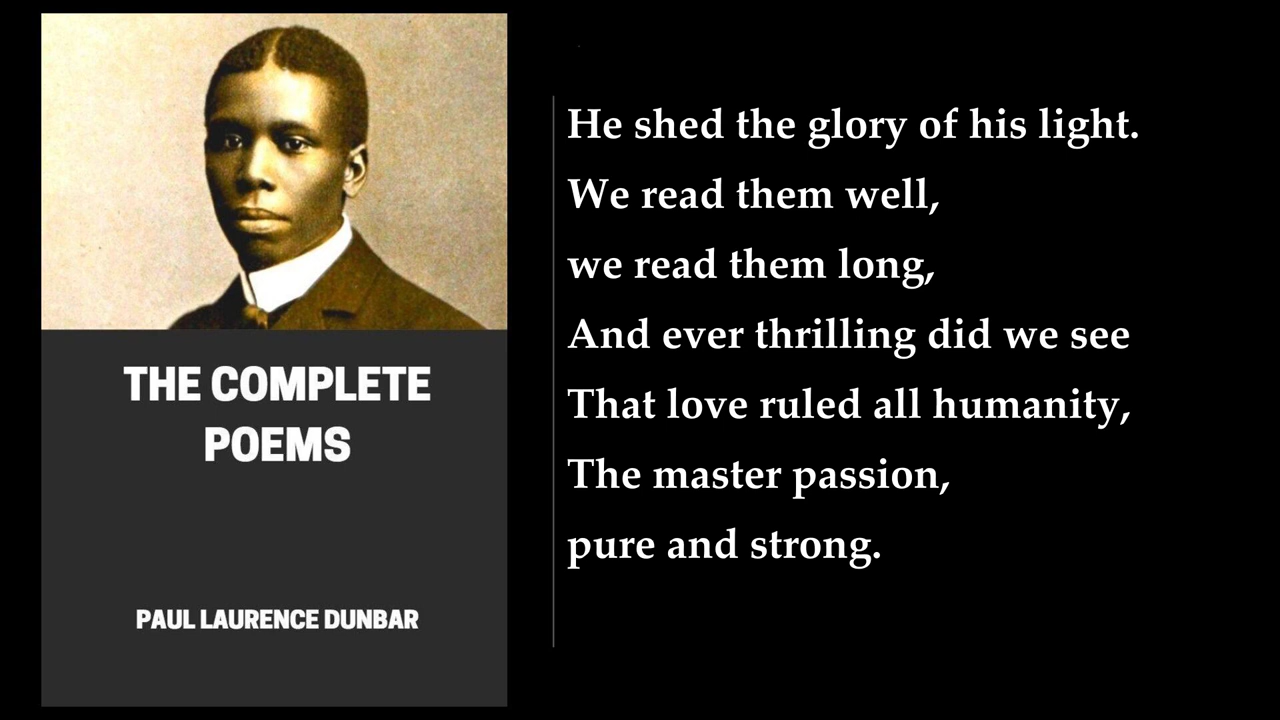 THE COMPLETE
POEMS
PAUL LAURENCE DUNBAR
He shed the glory of his light.
We read them well,
we read them long,
And ever thrilling did we see
That love ruled all humanity,
The master passion,
pure and strong.